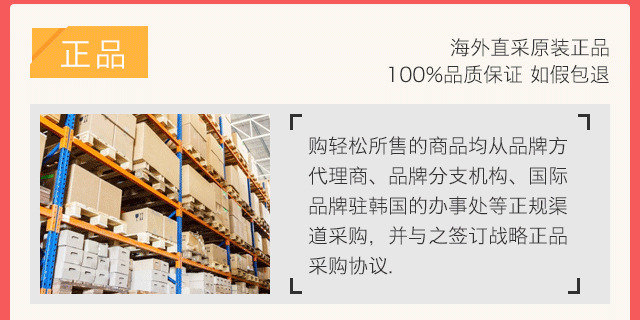 正品
海外直采原装正品
100%品质保证 如假包退
购轻松所售的商品均从品牌方
代理商、品牌分支机构、国际
品牌驻韩国的办事处等正规渠
道采购，并与之签订战略正品
采购协议.